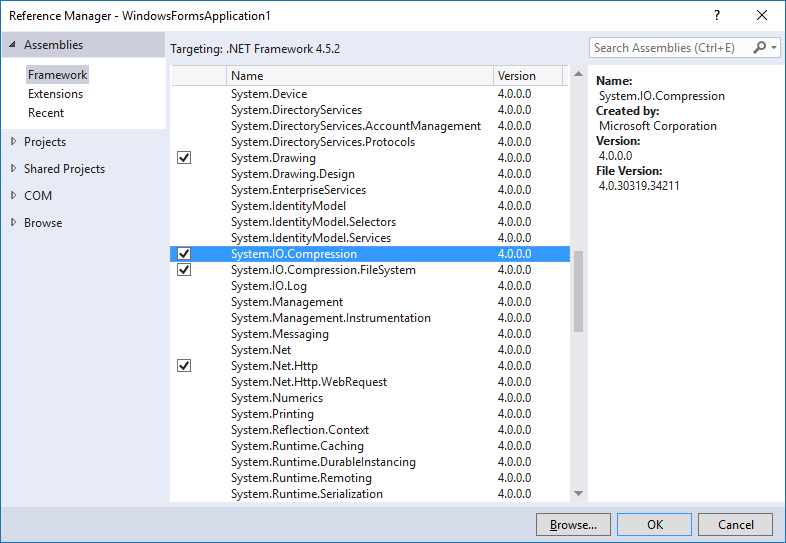 Reference Manager - WindowsFormsApplication1
Assemblies
Framework
Extensions
Recent
Projects
Shared Projects
COM
Browse
Targeting: .NET Framework 4.5.2
Search Assemblies (Ctrl+E)
Name Version
System.Device 4.0.0.0
System.DirectoryServices 4.0.0.0
System.DirectoryServices.AccountManagement 4.0.0.0
System.DirectoryServices.Protocols 4.0.0.0
System.Drawing 4.0.0.0
System.Drawing.Design 4.0.0.0
System.EnterpriseServices 4.0.0.0
System.IdentityModel 4.0.0.0
System.IdentityModel.Selectors 4.0.0.0
System.IdentityModel.Services 4.0.0.0
System.IO.Compression 4.0.0.0
System.IO.Compression.FileSystem 4.0.0.0
System.IO.Log 4.0.0.0
System.Management 4.0.0.0
System.Management.Instrumentation 4.0.0.0
System.Messaging 4.0.0.0
System.Net 4.0.0.0
System.Net.Http 4.0.0.0
System.Net.Http.WebRequest 4.0.0.0
System.Numerics 4.0.0.0
System.Printing 4.0.0.0
System.Reflection.Context 4.0.0.0
System.Runtime.Caching 4.0.0.0
System.Runtime.DurableInstancing 4.0.0.0
System.Runtime.Remoting 4.0.0.0
System.Runtime.Serialization 4.0.0.0
Name:
System.IO.Compression
Created by:
Microsoft Corporation
Version:
4.0.0.0
File Version:
4.0.30319.34211
Browse...
OK
Cancel